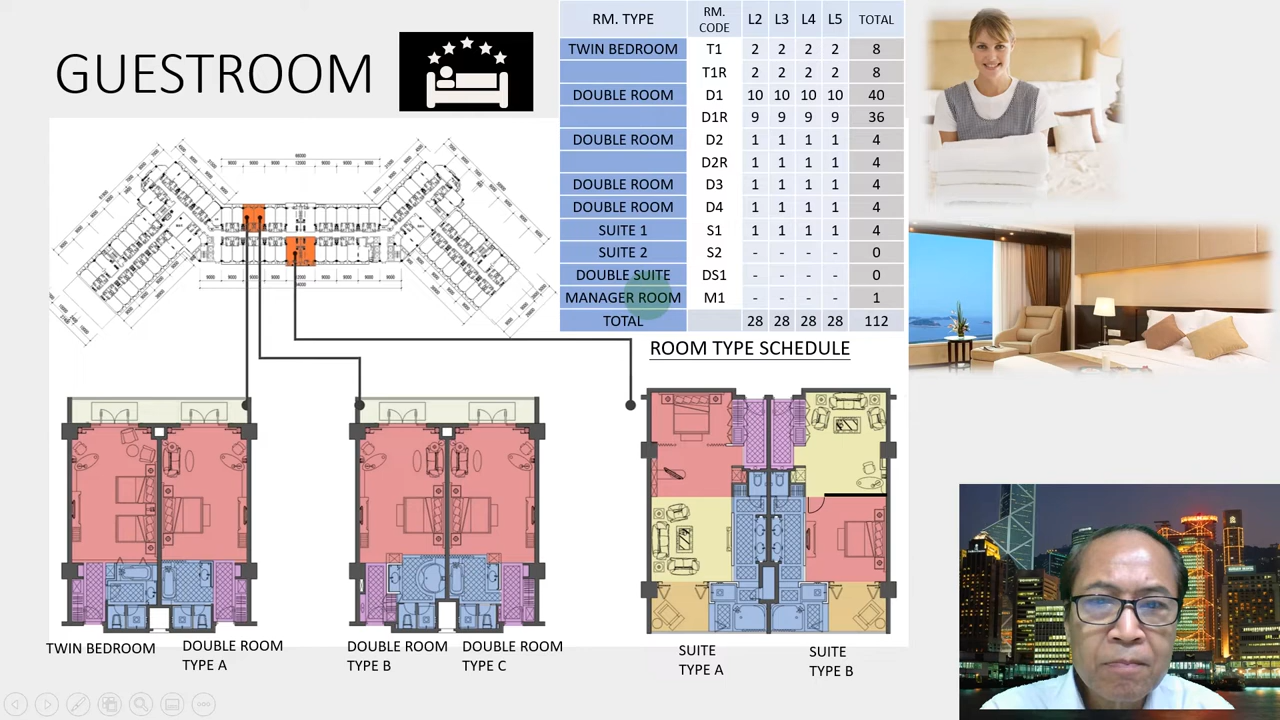 GUESTROOM
RM. TYPE RM. CODE L2 L3 L4 L5 TOTAL
TWIN BEDROOM T1 2 2 2 2 8
T1R 2 2 2 2 8
DOUBLE ROOM D1 10 10 10 10 40
D1R 9 9 9 9 36
DOUBLE ROOM D2 1 1 1 1 4
D2R 1 1 1 1 4
DOUBLE ROOM D3 1 1 1 1 4
DOUBLE ROOM D4 1 1 1 1 4
SUITE 1 S1 1 1 1 1 4
SUITE 2 S2 - - - - 0
DOUBLE SUITE DS1 - - - - 0
MANAGER ROOM M1 - - - - 1
TOTAL 28 28 28 28 112
ROOM TYPE SCHEDULE
TWIN BEDROOM
DOUBLE ROOM
TYPE A
DOUBLE ROOM
TYPE B
DOUBLE ROOM
TYPE C
SUITE
TYPE A
SUITE
TYPE B